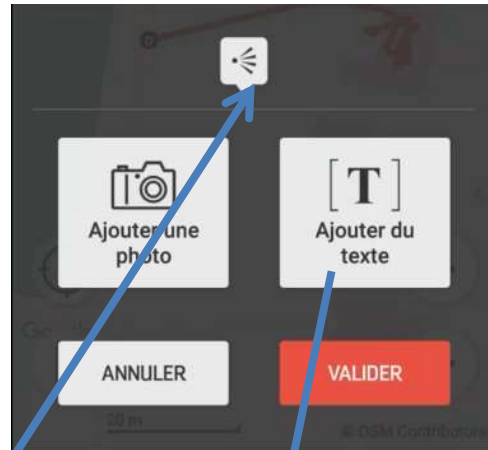 [T]
Ajouter une
photo
Ajouter du
texte
ANNULER
VALIDER
20 m
© OSM Contributors